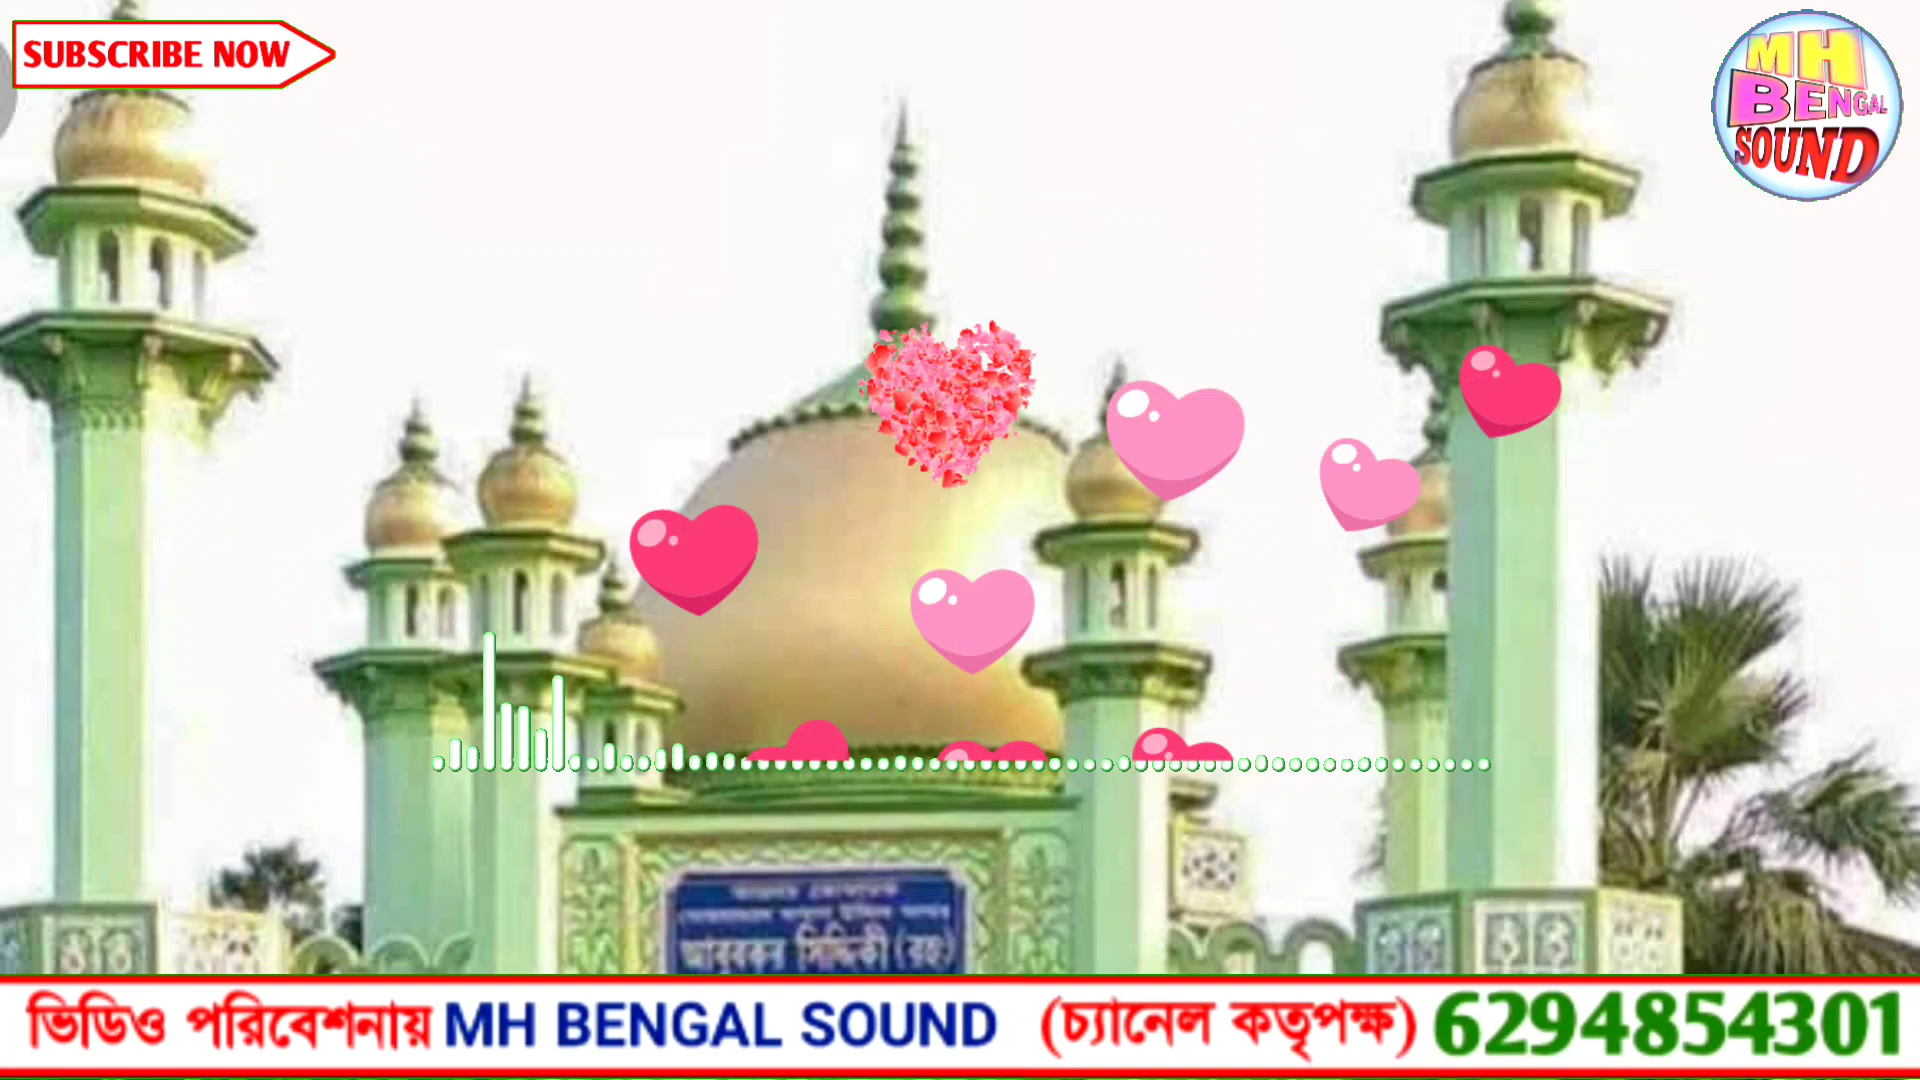 SUBSCRIBE NOW
MH
BENGAL
SOUND
আবুবকর সিদ্দিকী (রহঃ)
ভিডিও পরিবেশনায় MH BENGAL SOUND (চ্যানেল কতৃপক্ষ) 6294854301